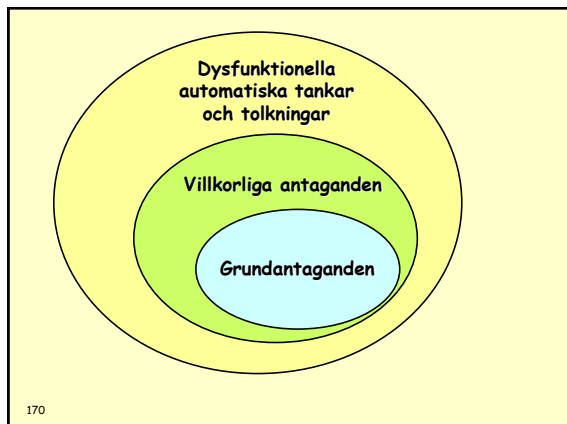 Dysfunktionella
automatiska tankar
och tolkningar
Villkorliga antaganden
Grundantaganden
170